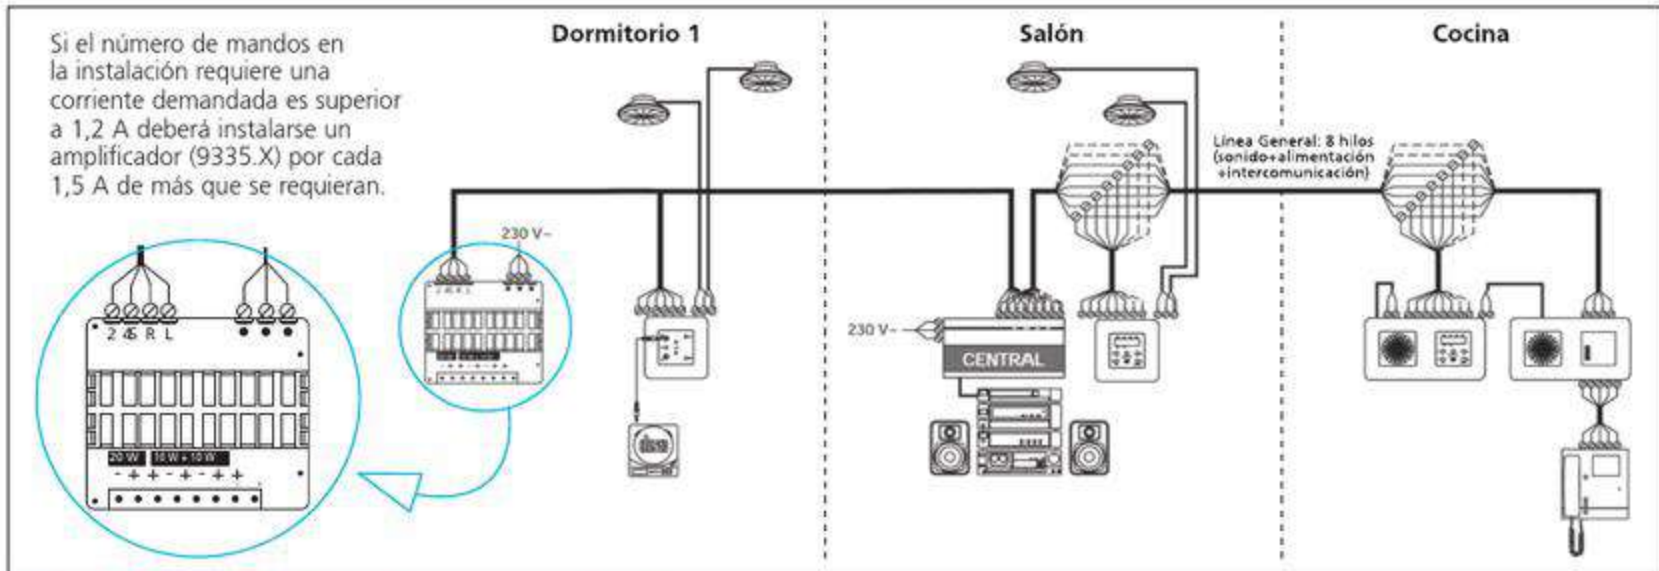 Si el número de mandos en
la instalación requiere una
corriente demandada es superior
a 1,2 A deberá instalarse un
amplificador (9335.X) por cada
1,5 A de más que se requieran.
Dormitorio 1
Salón
Cocina
Línea General: 8 hilos
(sonido+alimentación
+intercomunicación)
230 V~
230 V~
CENTRAL
2 4S R L
20 W 10 W + 10 W
- + + - + - + +